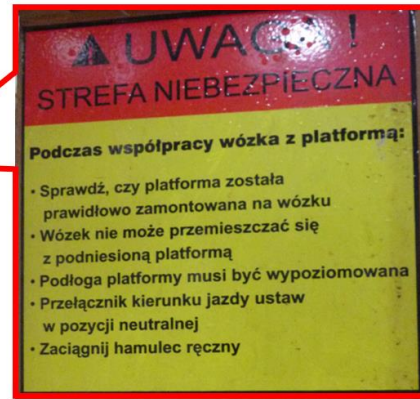 UWAGA!
STREFA NIEBEZPIECZNA
Podczas współpracy wózka z platformą:
• Sprawdź, czy platforma została
prawidłowo zamontowana na wózku
• Wózek nie może przemieszczać się
z podniesioną platformą
• Podłoga platformy musi być wypoziomowana
• Przełącznik kierunku jazdy ustaw
w pozycji neutralnej
• Zaciągnij hamulec ręczny